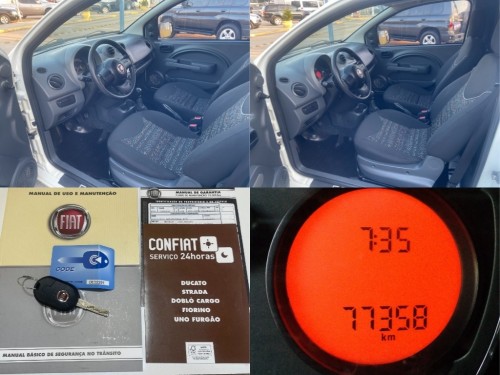 MANUAL DE USO E MANUTENÇÃO
FIAT
CODE
MANUAL BÁSICO DE SEGURANÇA NO TRÂNSITO
MANUAL DE GARANTIA
CONFIAT
SERVIÇO 24horas
DUCATO
STRADA
DOBLÒ CARGO
FIORINO
UNO FURGÃO
FSC
7:35
77358
km